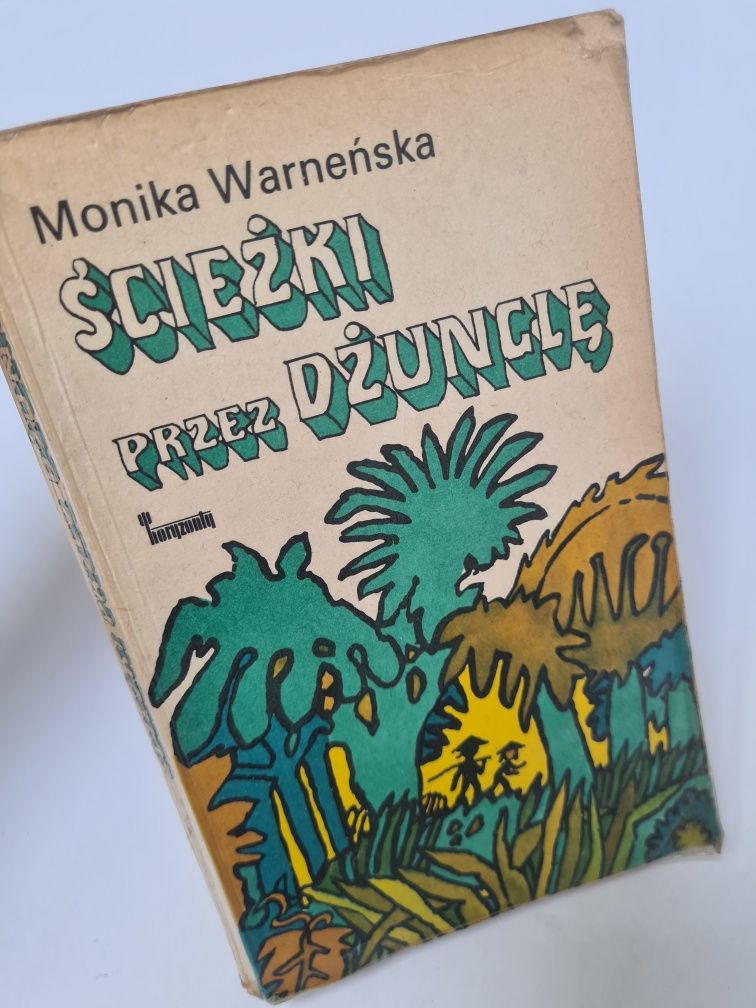 Monika Warneńska
ŚCIEŻKI
PRZEZ DŻUNGLĘ
horyzonty